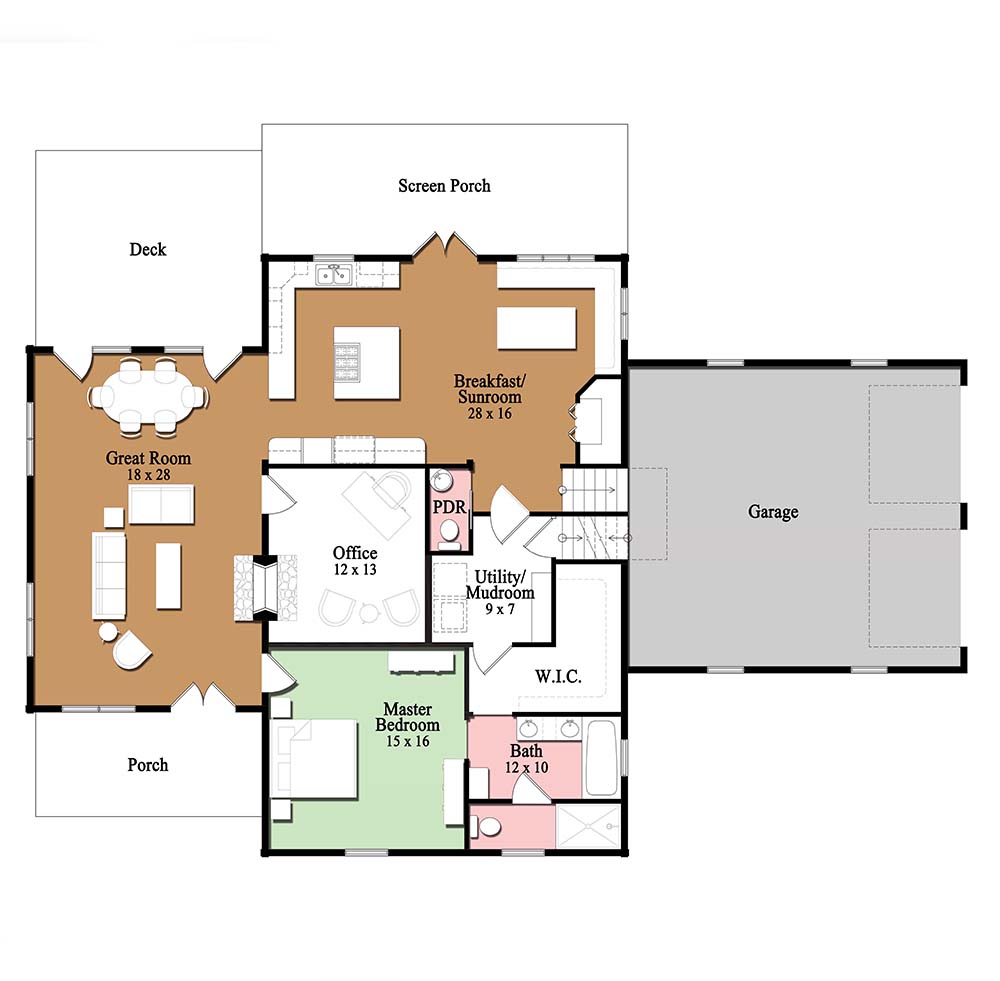 Screen Porch
Deck
Breakfast/
Sunroom
28 x 16
Great Room
18 x 28
PDR
Garage
Office
12 x 13
Utility/
Mudroom
9 x 7
W.I.C.
Master
Bedroom
15 x 16
Bath
12 x 10
Porch